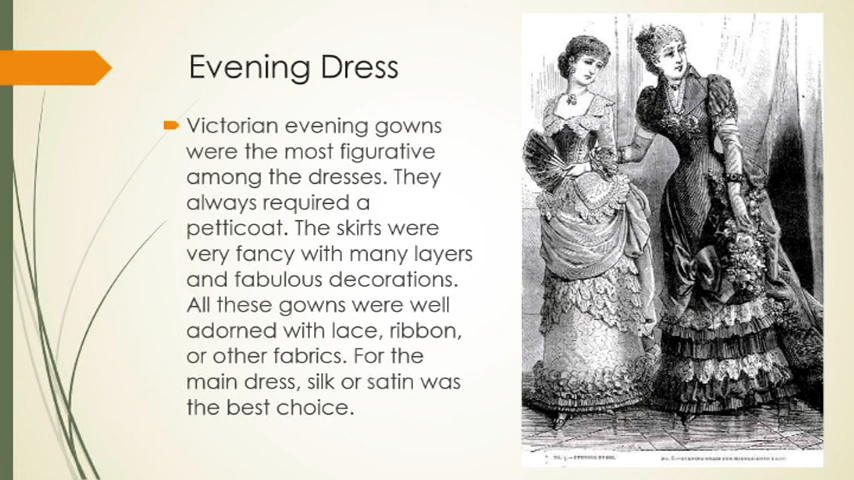 Evening Dress
Victorian evening gowns
were the most figurative
among the dresses. They
always required a
petticoat. The skirts were
very fancy with many layers
and fabulous decorations.
All these gowns were well
adorned with lace, ribbon,
or other fabrics. For the
main dress, silk or satin was
the best choice.